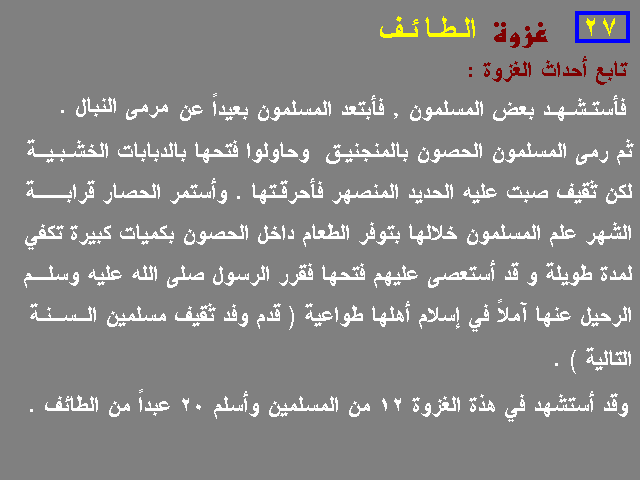 ٢٧ غزوة الطائف
تابع أحداث الغزوة :
فأستشهد بعض المسلمون , فأبتعد المسلمون بعيداً عن مرمى النبال .
ثم رمى المسلمون الحصون بالمنجنيق وحاولوا فتحها بالدبابات الخشبية
لكن ثقيف صبت عليه الحديد المنصهر فأحرقتها . وأستمر الحصار قرابة
الشهر علم المسلمون خلالها بتوفر الطعام داخل الحصون بكميات كبيرة تكفي
لمدة طويلة و قد أستعصى عليهم فتحها فقرر الرسول صلى الله عليه وسلم
الرحيل عنها آملاً في إسلام أهلها طواعية ( قدم وفد ثقيف مسلمين السنة
التالية ) .
وقد أستشهد في هذة الغزوة ١٢ من المسلمين وأسلم ٢٠ عبداً من الطائف .